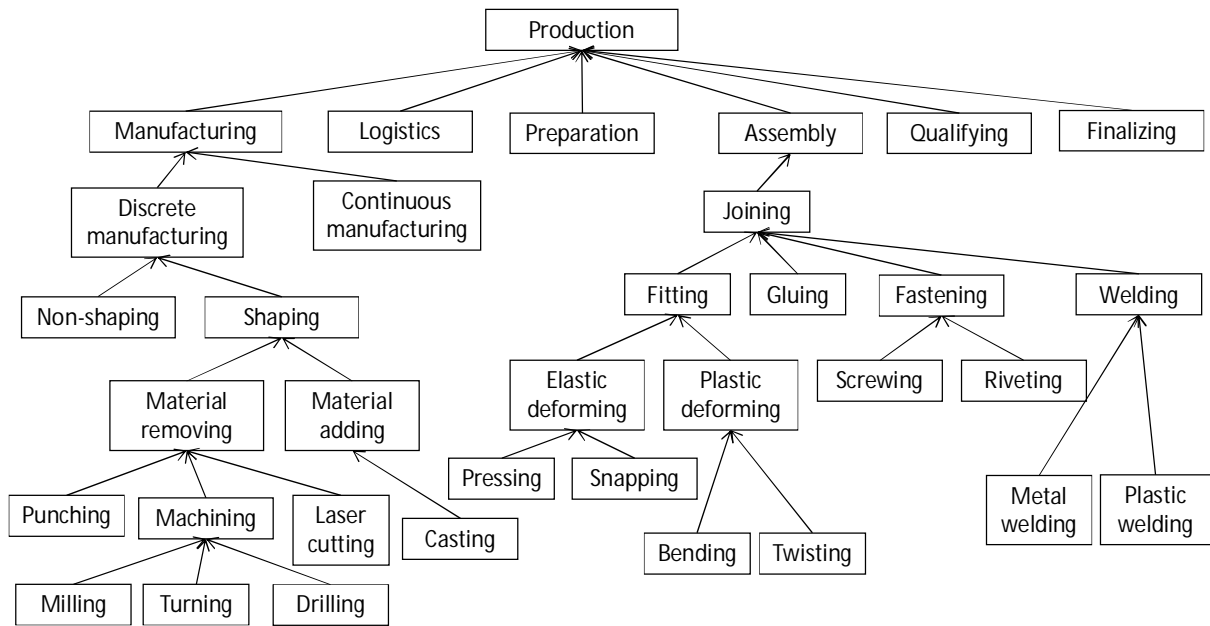 Production
Manufacturing
Logistics
Preparation
Assembly
Qualifying
Finalizing
Discrete
manufacturing
Continuous
manufacturing
Joining
Non-shaping
Shaping
Fitting
Gluing
Fastening
Welding
Material
removing
Material
adding
Elastic
deforming
Plastic
deforming
Screwing
Riveting
Punching
Machining
Laser
cutting
Casting
Pressing
Snapping
Bending
Twisting
Metal
welding
Plastic
welding
Milling
Turning
Drilling